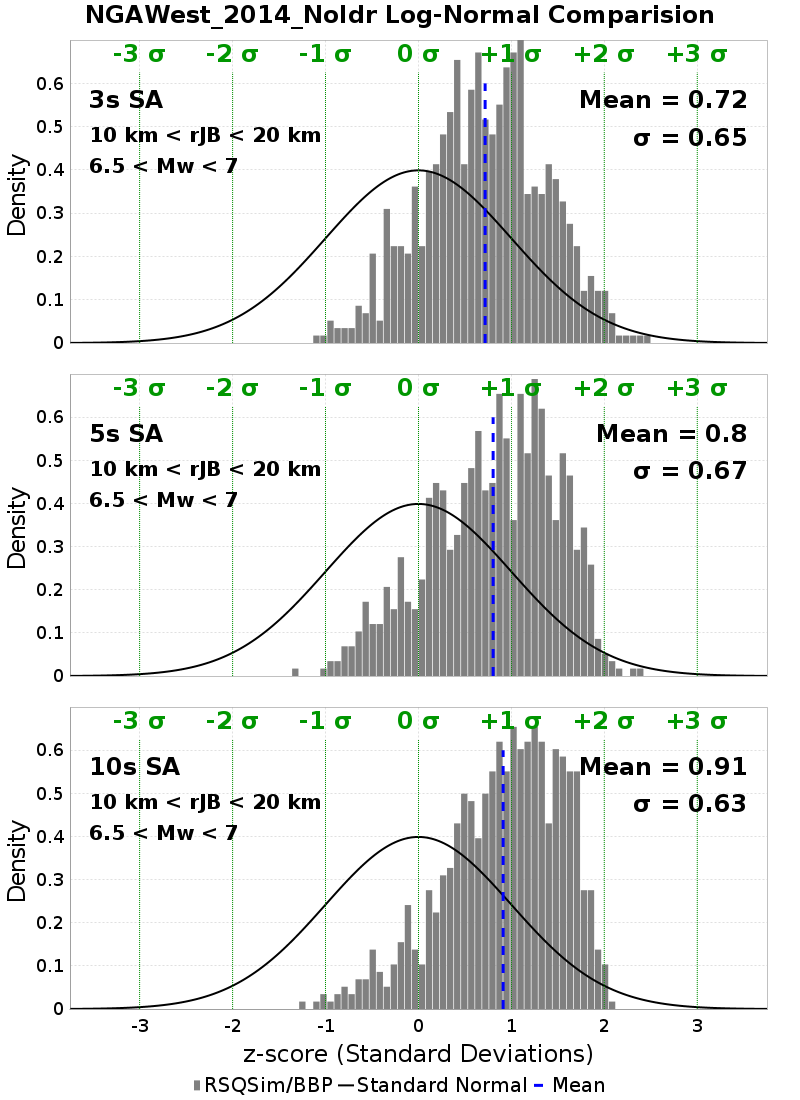 NGAWest_2014_NoIdr Log-Normal Comparision
-3 σ -2 σ -1 σ 0 σ +1 σ +2 σ +3 σ
3s SA
Mean = 0.72
10 km < rJB < 20 km
σ = 0.65
6.5 < Mw < 7
Density
0.6
0.5
0.4
0.3
0.2
0.1
0
-3 σ -2 σ -1 σ 0 σ +1 σ +2 σ +3 σ
5s SA
Mean = 0.8
10 km < rJB < 20 km
σ = 0.67
6.5 < Mw < 7
Density
0.6
0.5
0.4
0.3
0.2
0.1
0
-3 σ -2 σ -1 σ 0 σ +1 σ +2 σ +3 σ
10s SA
Mean = 0.91
10 km < rJB < 20 km
σ = 0.63
6.5 < Mw < 7
Density
0.6
0.5
0.4
0.3
0.2
0.1
0
-3 -2 -1 0 1 2 3
z-score (Standard Deviations)
RSQSim/BBP Standard Normal Mean